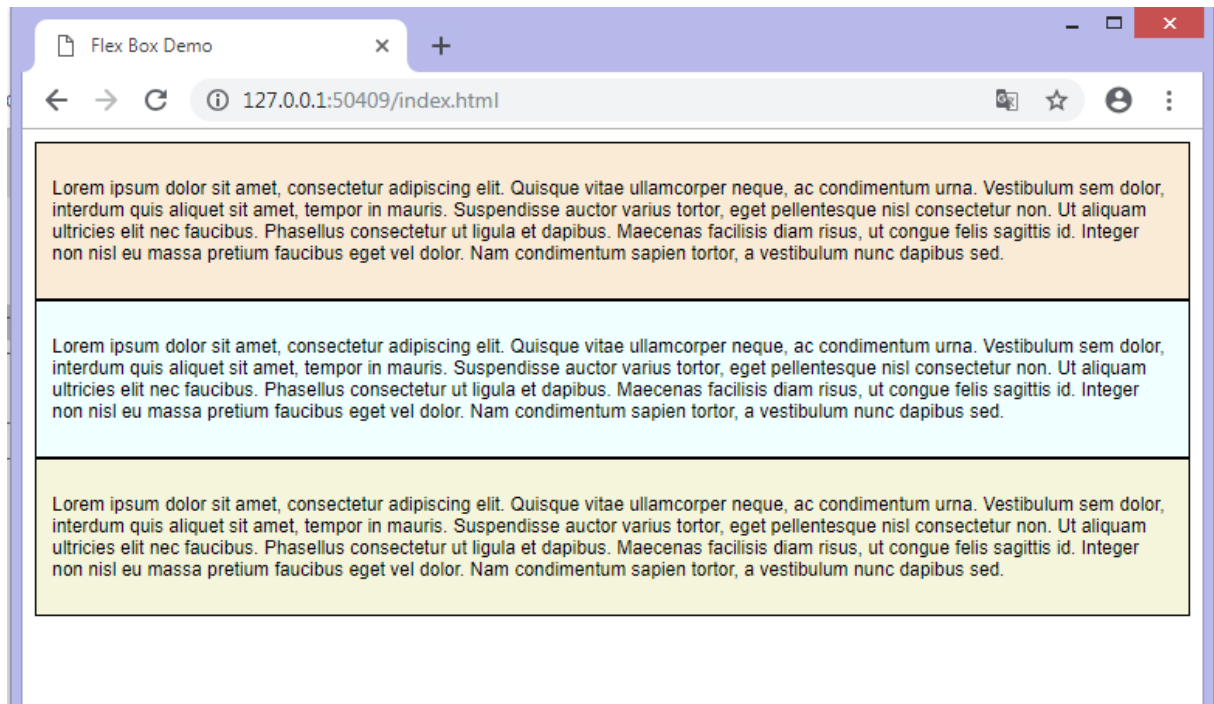 Flex Box Demo
127.0.0.1:50409/index.html
Lorem ipsum dolor sit amet, consectetur adipiscing elit. Quisque vitae ullamcorper neque, ac condimentum urna. Vestibulum sem dolor,
interdum quis aliquet sit amet, tempor in mauris. Suspendisse auctor varius tortor, eget pellentesque nisl consectetur non. Ut aliquam
ultricies elit nec faucibus. Phasellus consectetur ut ligula et dapibus. Maecenas facilisis diam risus, ut congue felis sagittis id. Integer
non nisl eu massa pretium faucibus eget vel dolor. Nam condimentum sapien tortor, a vestibulum nunc dapibus sed.
Lorem ipsum dolor sit amet, consectetur adipiscing elit. Quisque vitae ullamcorper neque, ac condimentum urna. Vestibulum sem dolor,
interdum quis aliquet sit amet, tempor in mauris. Suspendisse auctor varius tortor, eget pellentesque nisl consectetur non. Ut aliquam
ultricies elit nec faucibus. Phasellus consectetur ut ligula et dapibus. Maecenas facilisis diam risus, ut congue felis sagittis id. Integer
non nisl eu massa pretium faucibus eget vel dolor. Nam condimentum sapien tortor, a vestibulum nunc dapibus sed.
Lorem ipsum dolor sit amet, consectetur adipiscing elit. Quisque vitae ullamcorper neque, ac condimentum urna. Vestibulum sem dolor,
interdum quis aliquet sit amet, tempor in mauris. Suspendisse auctor varius tortor, eget pellentesque nisl consectetur non. Ut aliquam
ultricies elit nec faucibus. Phasellus consectetur ut ligula et dapibus. Maecenas facilisis diam risus, ut congue felis sagittis id. Integer
non nisl eu massa pretium faucibus eget vel dolor. Nam condimentum sapien tortor, a vestibulum nunc dapibus sed.